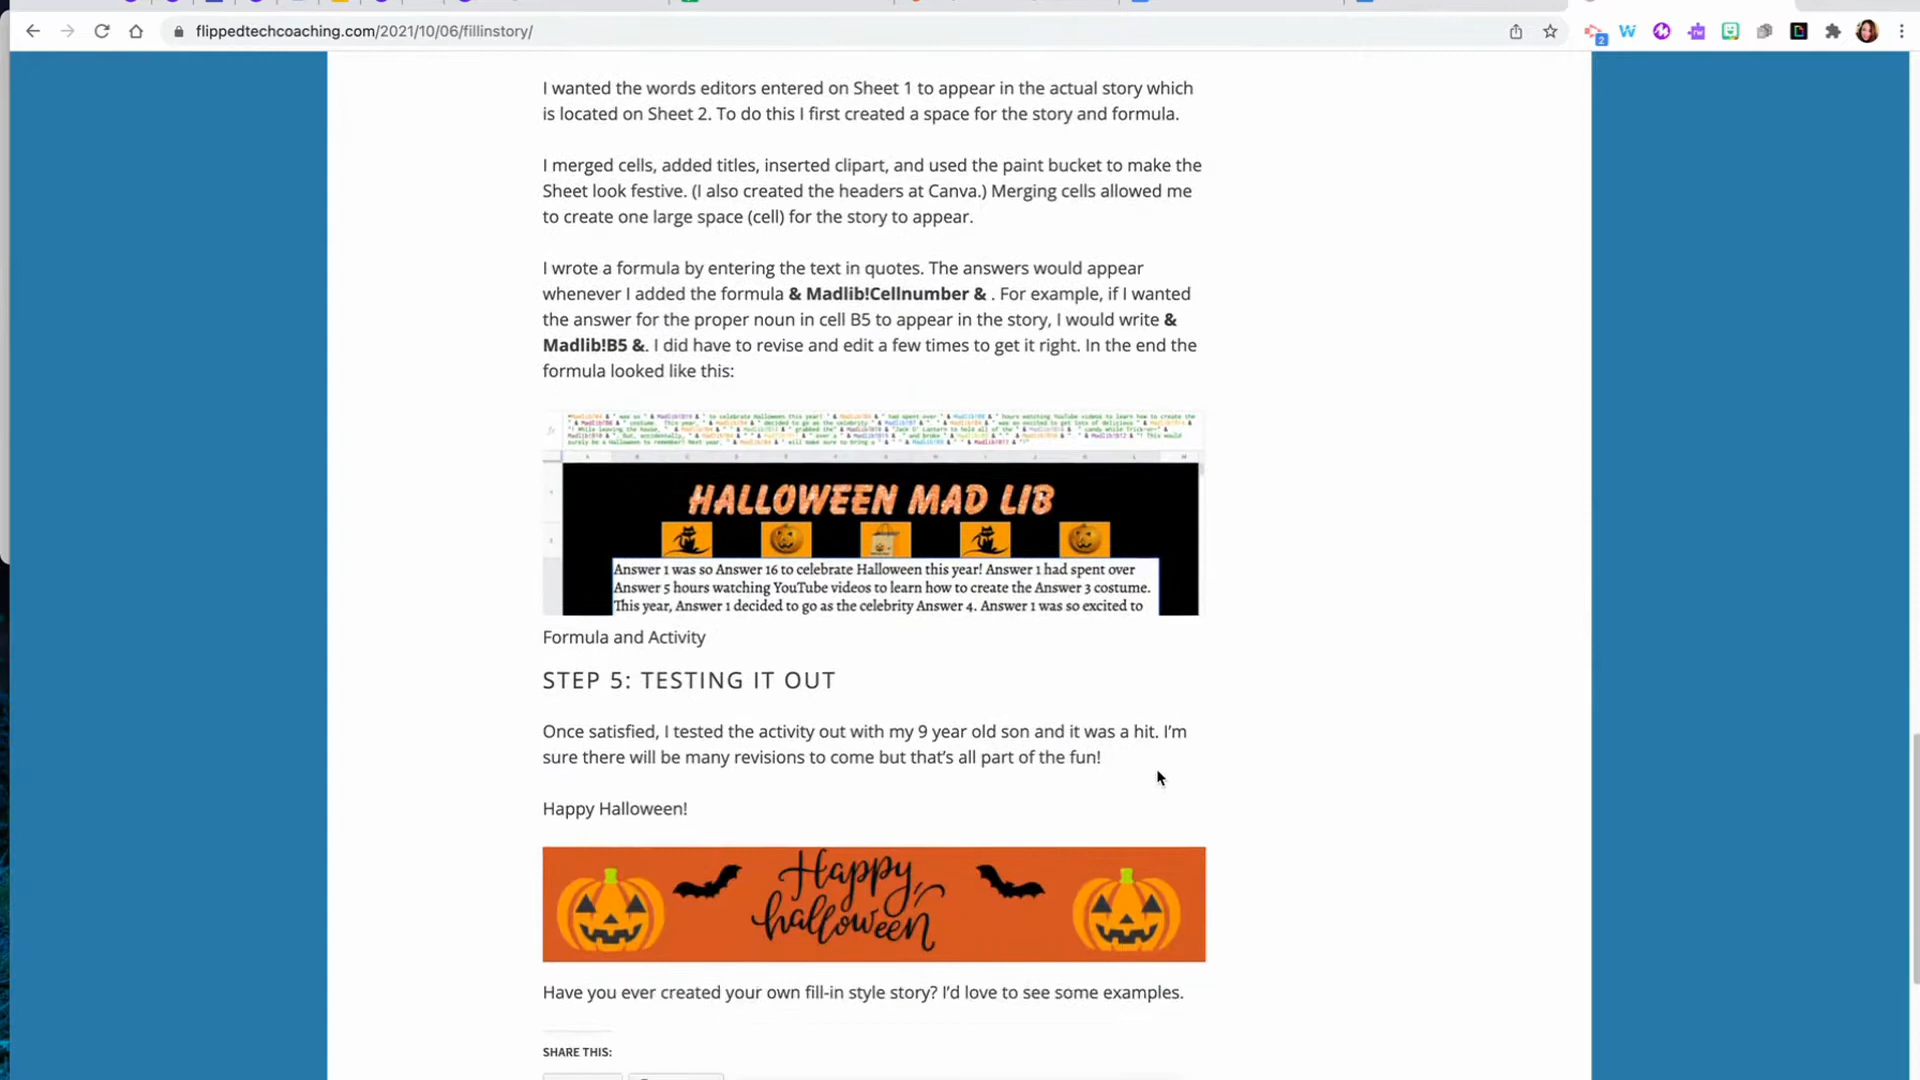 flippedtechcoaching.com/2021/10/06/fillinstory/
2
I wanted the words editors entered on Sheet 1 to appear in the actual story which
is located on Sheet 2. To do this I first created a space for the story and formula.
I merged cells, added titles, inserted clipart, and used the paint bucket to make the
Sheet look festive. (I also created the headers at Canva.) Merging cells allowed me
to create one large space (cell) for the story to appear.
I wrote a formula by entering the text in quotes. The answers would appear
whenever I added the formula & Madlib!Cellnumber & . For example, if I wanted
the answer for the proper noun in cell B5 to appear in the story, I would write &
Madlib!B5 &. I did have to revise and edit a few times to get it right. In the end the
formula looked like this:
HALLOWEEN MAD LIB
Answer 1 was so Answer 16 to celebrate Halloween this year! Answer 1 had spent over
Answer 5 hours watching YouTube videos to learn how to create the Answer 3 costume.
This year, Answer 1 decided to go as the celebrity Answer 4. Answer 1 was so excited to
Formula and Activity
STEP 5: TESTING IT OUT
Once satisfied, I tested the activity out with my 9 year old son and it was a hit. I'm
sure there will be many revisions to come but that's all part of the fun!
Happy Halloween!
Happy
halloween
Have you ever created your own fill-in style story? I'd love to see some examples.
SHARE THIS: